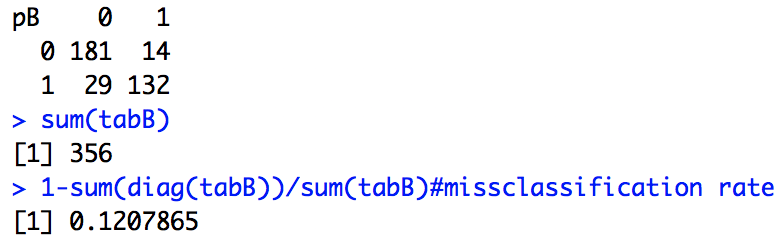 pB 0 1
0 181 14
1 29 132
> sum(tabB)
[1] 356
> 1-sum(diag(tabB))/sum(tabB)#missclassification rate
[1] 0.1207865